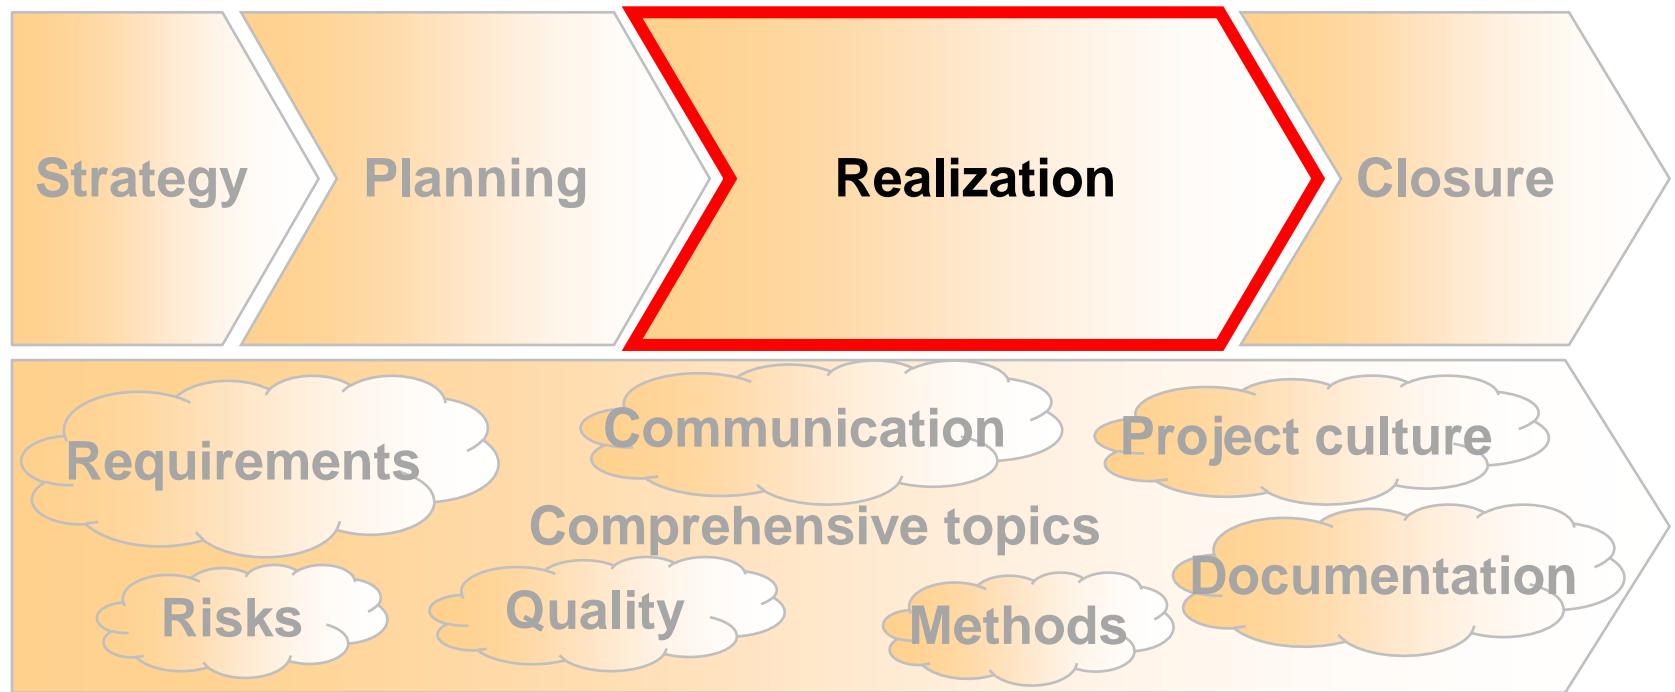 Strategy
Planning
Realization
Closure
Requirements
Communication
Project culture
Comprehensive topics
Risks
Quality
Methods
Documentation